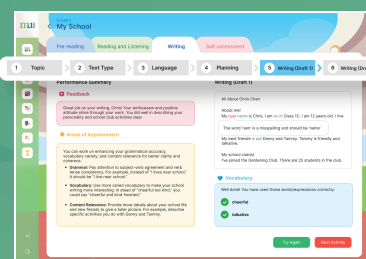 mui
My School
Pre-reading
Reading and Listening
Writing
Self-assessment
1 Topic
2 Text Type
3 Language
4 Planning
5 Writing (Draft 1)
6 Writing (Dra
Performance Summary
Writing (Draft 1)
Feedback
Great job on your writing, Chris! Your enthusiasm and positive
attitude shine through your work. You did well in describing your
personality and school club activities clear
Areas of Improvement
You can work on enhancing your grammatical accuracy,
vocabulary variety, and content relevance for better clarity and
coherence.
• Grammar: Pay attention to subject-verb agreement and verb
tense consistency. For example, instead of "I lives near school,"
it should be "I live near school."
• Vocabulary: Use more varied vocabulary to make your school
writing more interesting. In stead of "cheerful but kind," you
could say "cheerful and kind-hearted."
• Content Relevance: Provide more details about your school life
and new friends to give a fuller picture. For example, describe
specific activities you do with Danny and Tammy.
All About Chris Chan
About me!
My nam name is Chris. I am in Class 1C. I am 12 years old. I live
The word 'nam' is a misspelling and should be 'name'
My best friends are Danny and Tammy. Tammy is friendly and
talkative.
My school club(s)
I've joined the Gardening Club. There are 25 students in the club.
Vocabulary
Well done! You have used these words/expressions correctly:
cheerful
talkative
Try Again
Next Activity